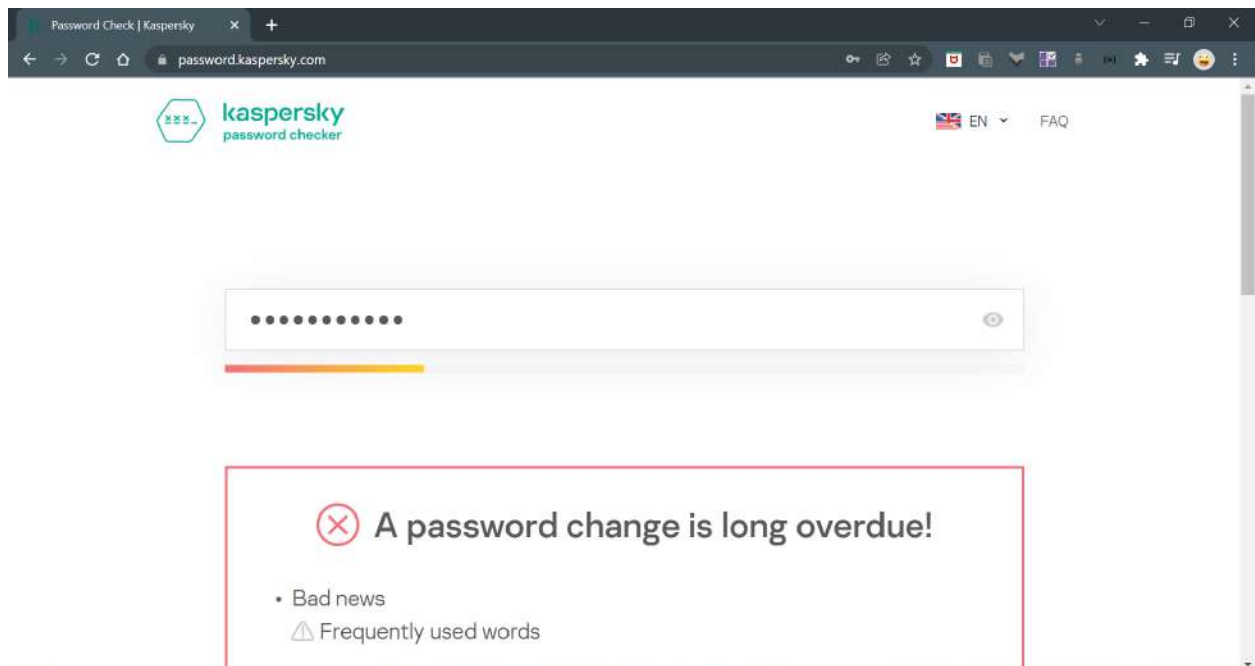 Password Check | Kaspersky
password.kaspersky.com
kaspersky
password checker
EN
FAQ
•••••••••••
A password change is long overdue!
• Bad news
Frequently used words